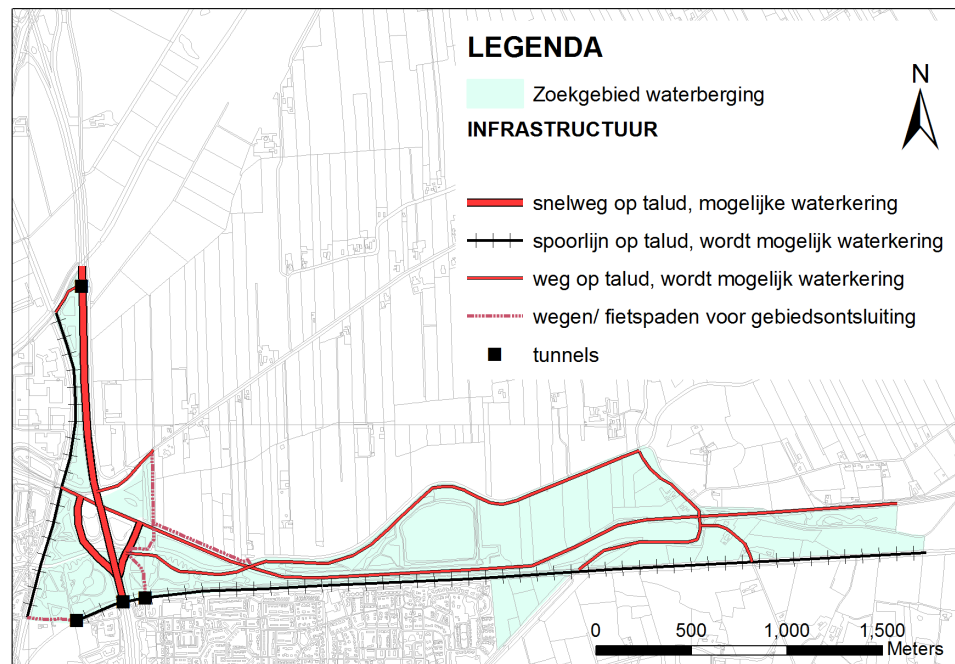 LEGENDA
N
Zoekgebied waterberging
INFRASTRUCTUUR
snelweg op talud, mogelijke waterkering
spoorlijn op talud, wordt mogelijk waterkering
weg op talud, wordt mogelijk waterkering
wegen/ fietspaden voor gebiedsontsluiting
tunnels
0 500 1,000 1,500
Meters